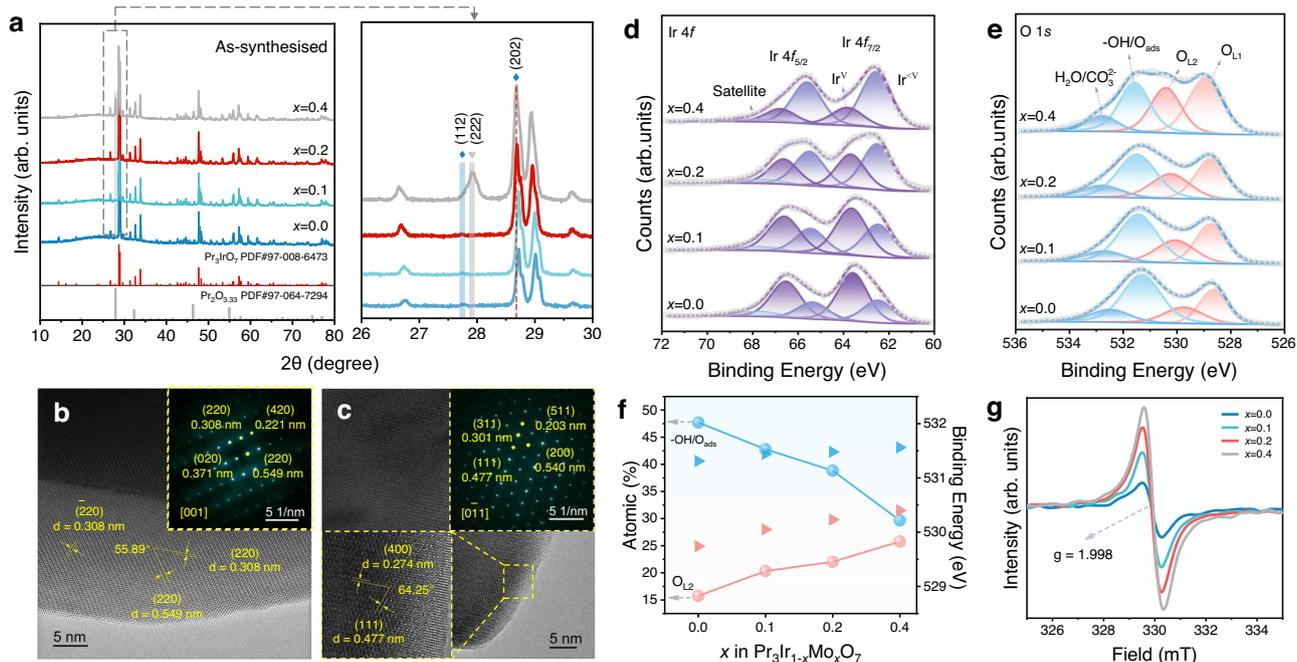 a
As-synthesised
x=0.4
x=0.2
x=0.1
x=0.0
Pr3IrO7 PDF#97-008-6473
Pr2O3.33 PDF#97-064-7294
Intensity (arb. units)
10 20 30 40 50 60 70 80
(112)
(222)
(202)
26 27 28 29 30
2θ (degree)
d
Ir 4f
Ir 4f5/2
Ir 4f7/2
Satellite
IrV
Ir<V
x=0.4
x=0.2
x=0.1
x=0.0
Counts (arb.units)
72 70 68 66 64 62 60
Binding Energy (eV)
e
O 1s
-OH/Oads
OL2
OL1
H2O/CO32-
x=0.4
x=0.2
x=0.1
x=0.0
Counts (arb.units)
536 534 532 530 528 526
Binding Energy (eV)
b
(220)
0.308 nm
(420)
0.221 nm
(020)
0.371 nm
(220)
0.549 nm
[001]
5 1/nm
(2̄20)
d = 0.308 nm
55.89°
(220)
d = 0.308 nm
(220)
d = 0.549 nm
5 nm
c
(511)
0.203 nm
(311)
0.301 nm
(200)
0.540 nm
(111)
0.477 nm
[01̄1]
5 1/nm
(400)
d = 0.274 nm
64.25°
(111)
d = 0.477 nm
5 nm
f
50
45
40
35
30
25
20
15
Atomic (%)
-OH/Oads
OL2
532
531
530
529
Binding Energy (eV)
0.0 0.1 0.2 0.4
x in Pr3Ir1-xMoxO7
g
x=0.0
x=0.1
x=0.2
x=0.4
g = 1.998
Intensity (arb. units)
326 328 330 332 334
Field (mT)